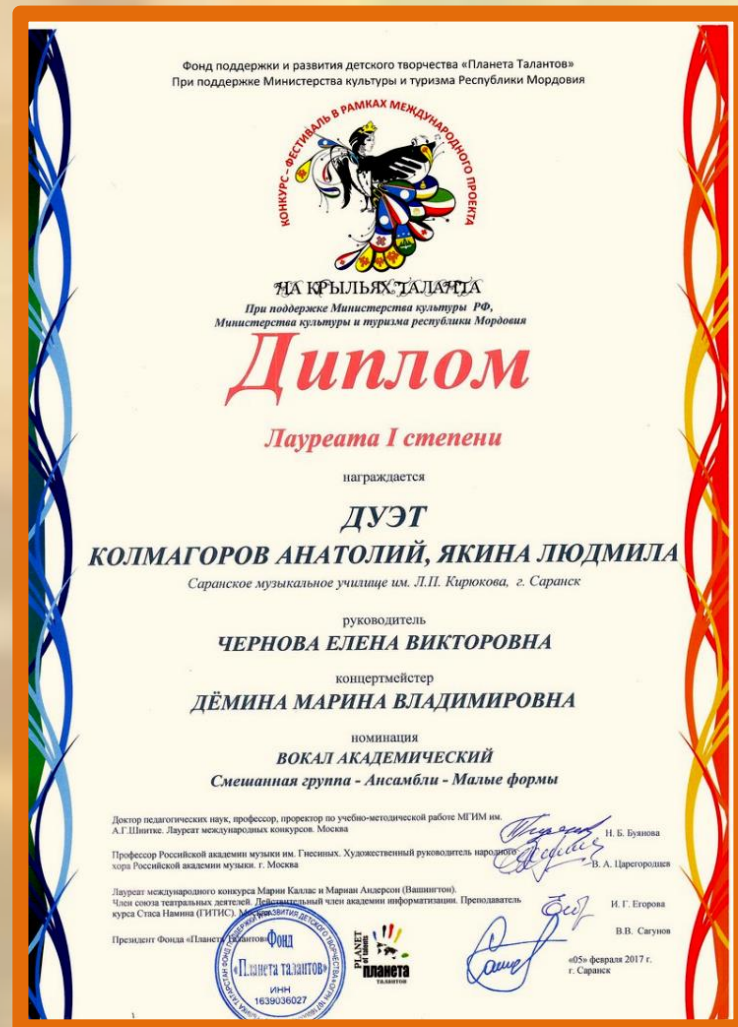 Фонд поддержки и развития детского творчества «Планета Талантов»
При поддержке Министерства культуры и туризма Республики Мордовия
КОНКУРС – ФЕСТИВАЛЬ В РАМКАХ МЕЖДУНАРОДНОГО ПРОЕКТА
НА КРЫЛЬЯХ ТАЛАНТА
При поддержке Министерства культуры РФ,
Министерства культуры и туризма республики Мордовия
Диплом
Лауреата I степени
награждается
ДУЭТ
КОЛМАГОРОВ АНАТОЛИЙ, ЯКИНА ЛЮДМИЛА
Саранское музыкальное училище им. Л.П. Кирюкова, г. Саранск
руководитель
ЧЕРНОВА ЕЛЕНА ВИКТОРОВНА
концертмейстер
ДЁМИНА МАРИНА ВЛАДИМИРОВНА
номинация
ВОКАЛ АКАДЕМИЧЕСКИЙ
Смешанная группа - Ансамбли - Малые формы
Доктор педагогических наук, профессор, проректор по учебно-методической работе МГИМ им.
А.Г.Шнитке. Лауреат международных конкурсов. Москва
Н. Б. Буянова
Профессор Российской академии музыки им. Гнесиных. Художественный руководитель народного
хора Российской академии музыки. г. Москва
В. А. Царегородцев
Лауреат международного конкурса Марии Каллас и Мариан Андерсон (Вашингтон).
Член союза театральных деятелей. Действительный член академии информатизации. Преподаватель
курса Стаса Намина (ГИТИС).
И. Г. Егорова
Президент Фонда «Планета Талантов»
В.В. Сагунов
Фонд
«Планета талантов»
ИНН
1639036027
PLANET
of talents
планета
талантов
«05» февраля 2017 г.
г. Саранск